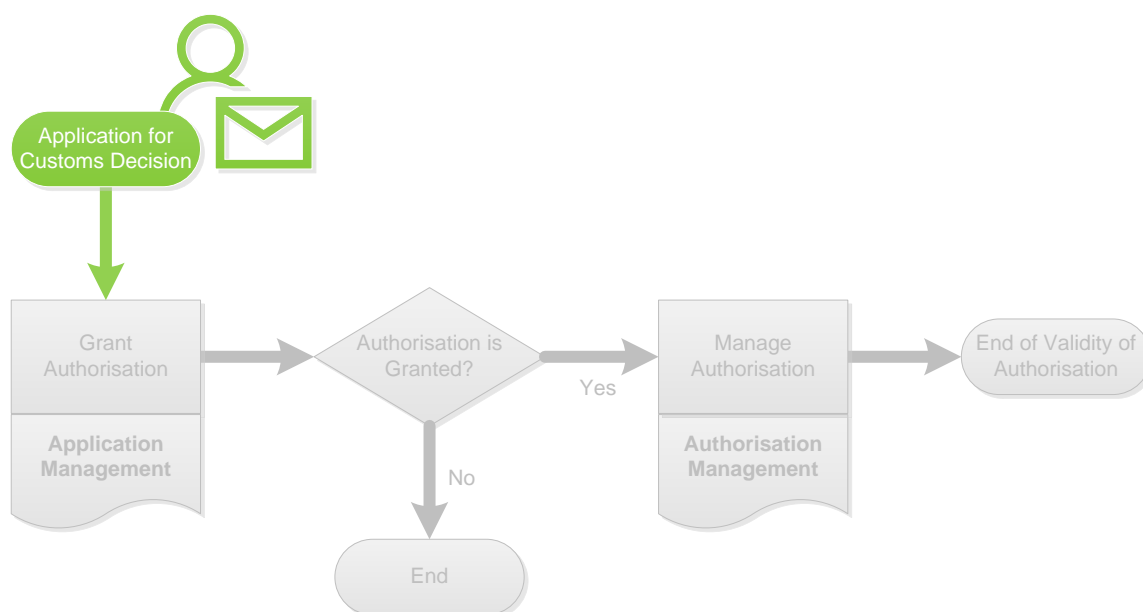 Application for
Customs Decision
Grant
Authorisation
Application
Management
Authorisation is
Granted?
Yes
No
End
Manage
Authorisation
Authorisation
Management
End of Validity of
Authorisation